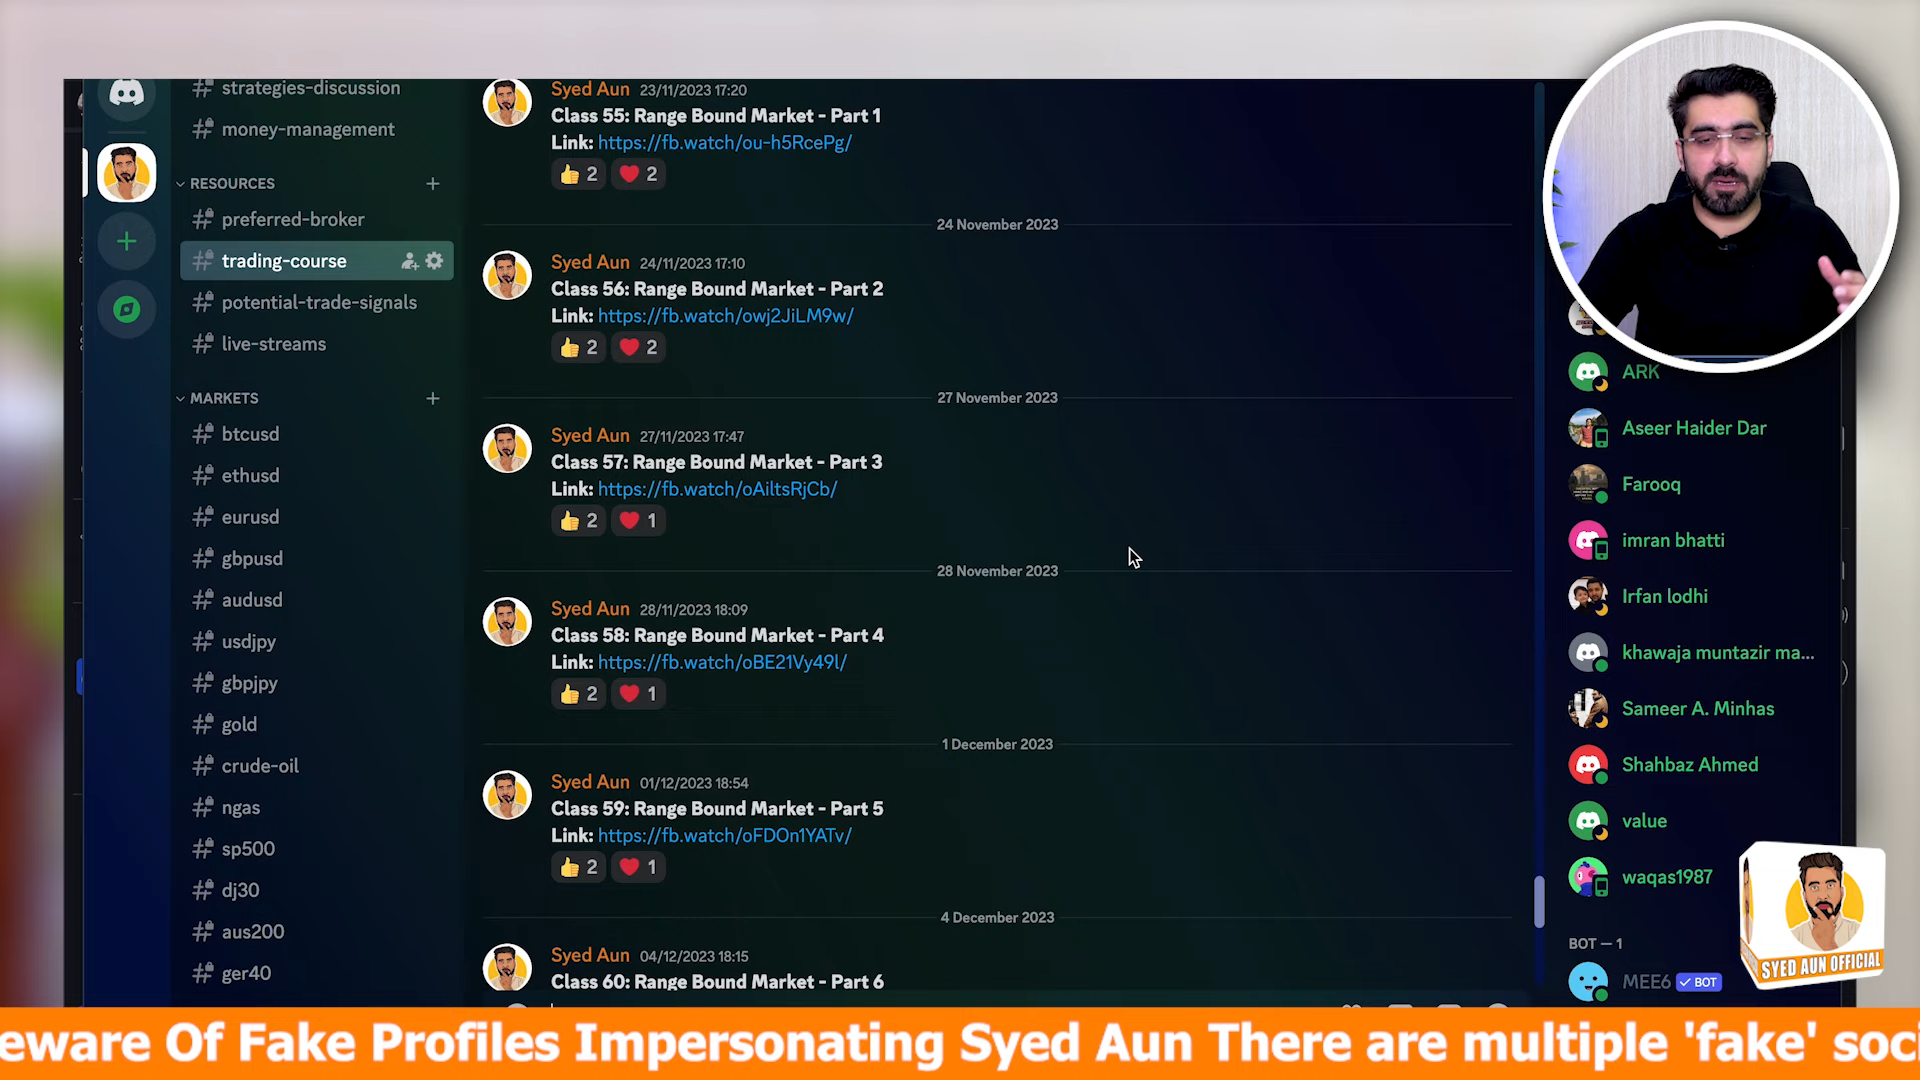 strategies-discussion
money-management
RESOURCES
preferred-broker
trading-course
potential-trade-signals
live-streams
MARKETS
btcusd
ethusd
eurusd
gbpusd
audusd
usdjpy
gbpjpy
gold
crude-oil
ngas
sp500
dj30
aus200
ger40
Syed Aun 23/11/2023 17:20
Class 55: Range Bound Market - Part 1
Link: https://fb.watch/ou-h5RcePg/
👍 2 ❤️ 2
24 November 2023
Syed Aun 24/11/2023 17:10
Class 56: Range Bound Market - Part 2
Link: https://fb.watch/owj2JiLM9w/
👍 2 ❤️ 2
27 November 2023
Syed Aun 27/11/2023 17:47
Class 57: Range Bound Market - Part 3
Link: https://fb.watch/oAiltsRjCb/
👍 2 ❤️ 1
28 November 2023
Syed Aun 28/11/2023 18:09
Class 58: Range Bound Market - Part 4
Link: https://fb.watch/oBE21Vy49l/
👍 2 ❤️ 1
1 December 2023
Syed Aun 01/12/2023 18:54
Class 59: Range Bound Market - Part 5
Link: https://fb.watch/oFDOn1YATv/
👍 2 ❤️ 1
4 December 2023
Syed Aun 04/12/2023 18:15
Class 60: Range Bound Market - Part 6
ARK
Aseer Haider Dar
Farooq
imran bhatti
Irfan lodhi
khawaja muntazir ma...
Sameer A. Minhas
Shahbaz Ahmed
value
waqas1987
BOT — 1
MEE6 ✓ BOT
SYED AUN OFFICIAL
eware Of Fake Profiles Impersonating Syed Aun There are multiple 'fake' soci